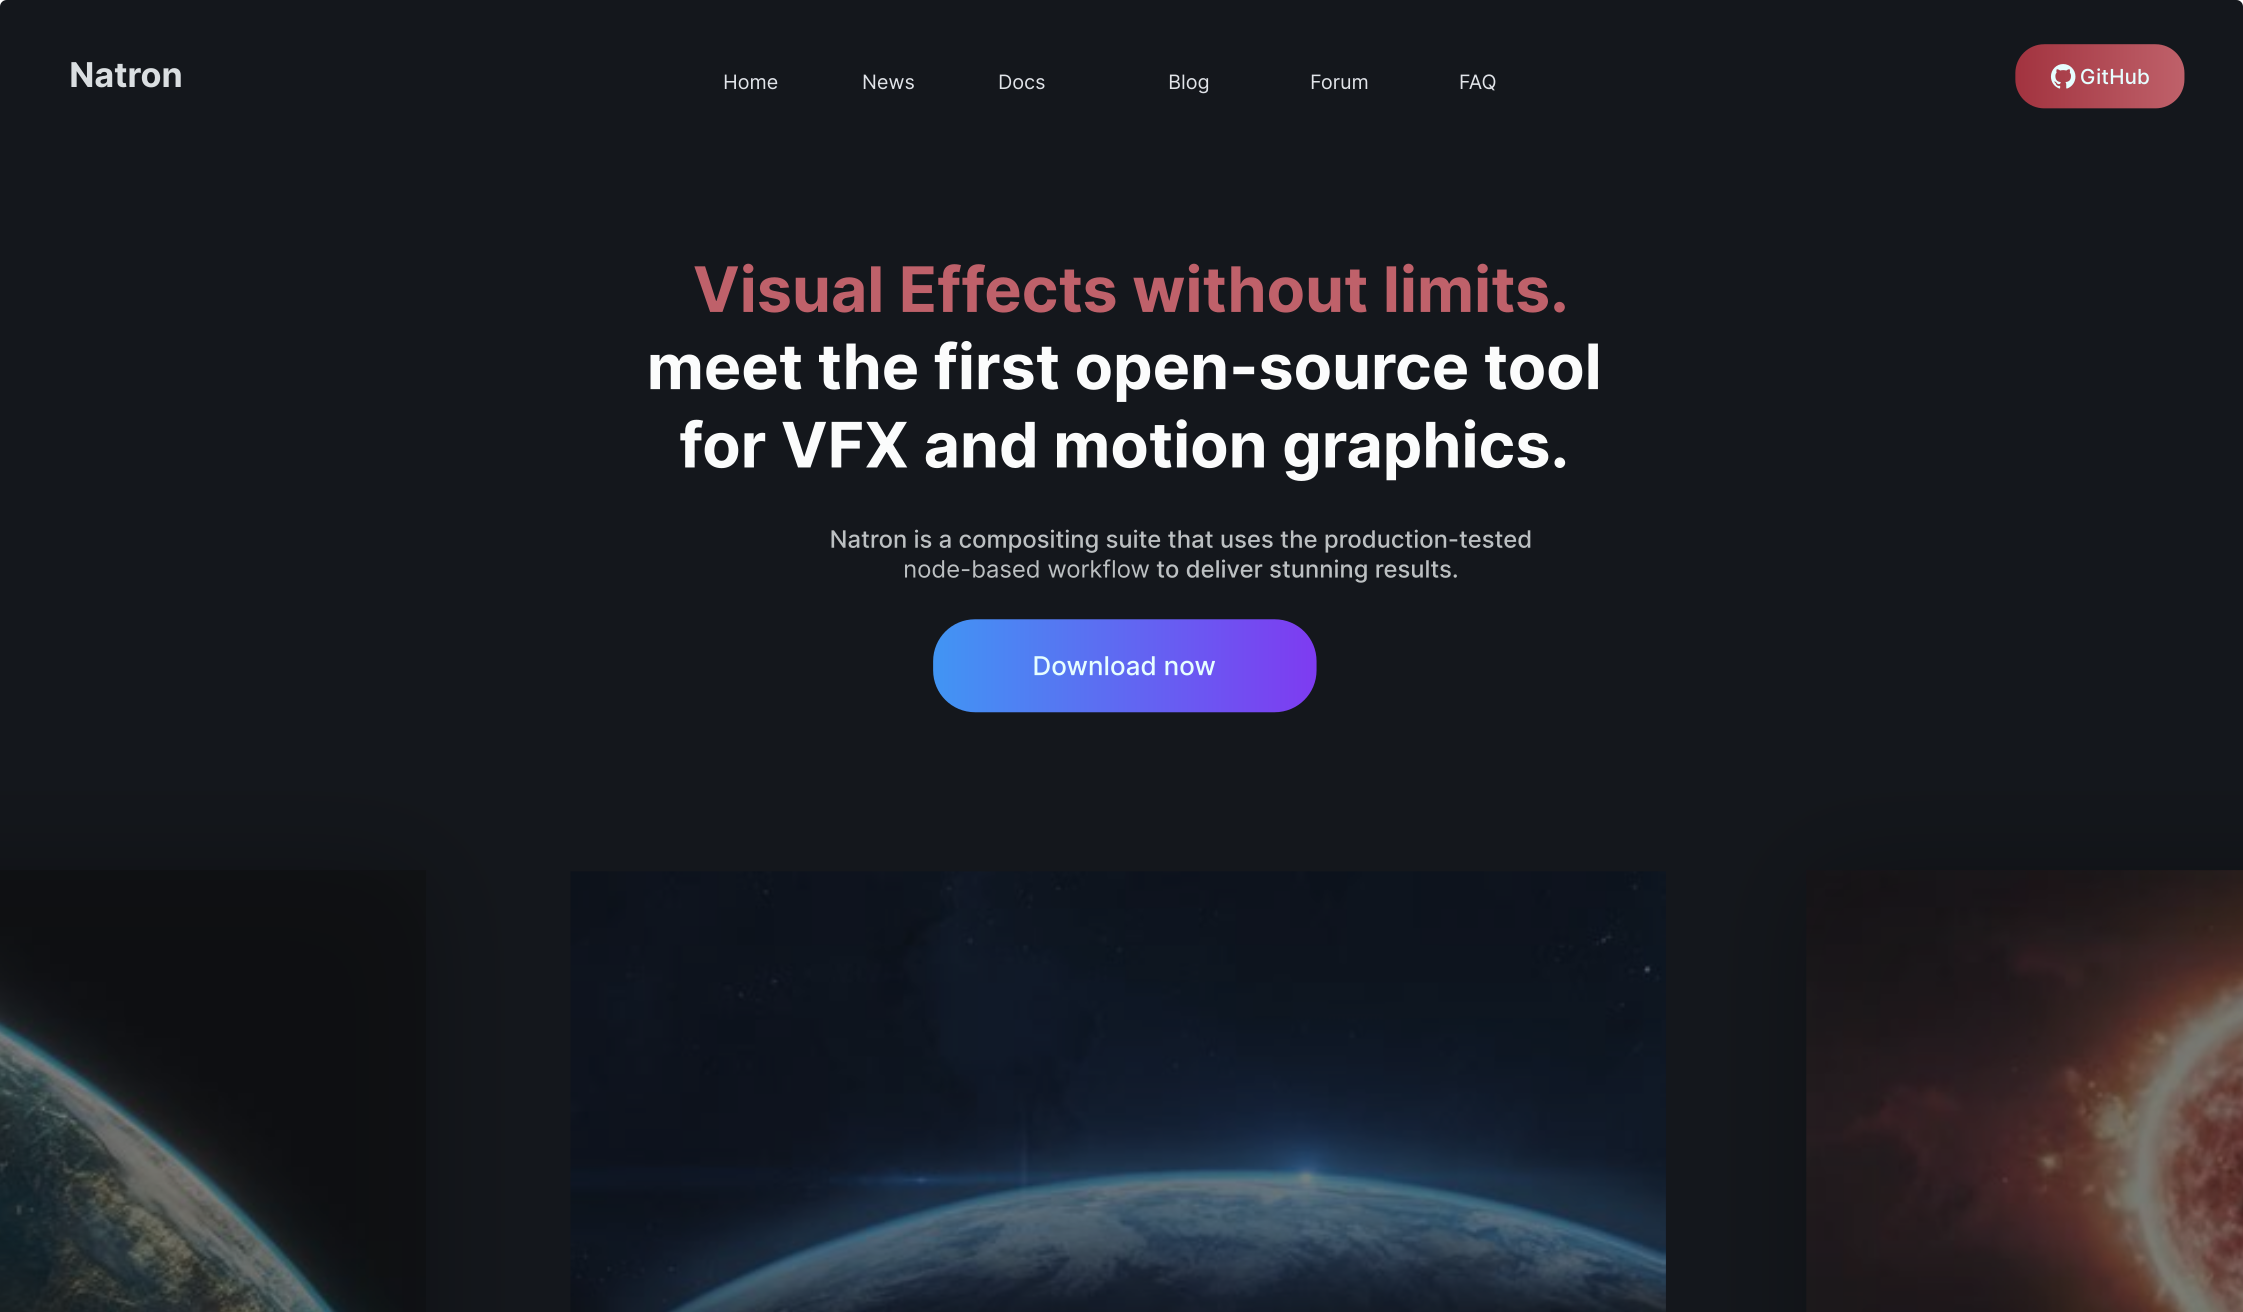 Natron
Home News Docs Blog Forum FAQ
GitHub
Visual Effects without limits.
meet the first open-source tool
for VFX and motion graphics.
Natron is a compositing suite that uses the production-tested
node-based workflow to deliver stunning results.
Download now